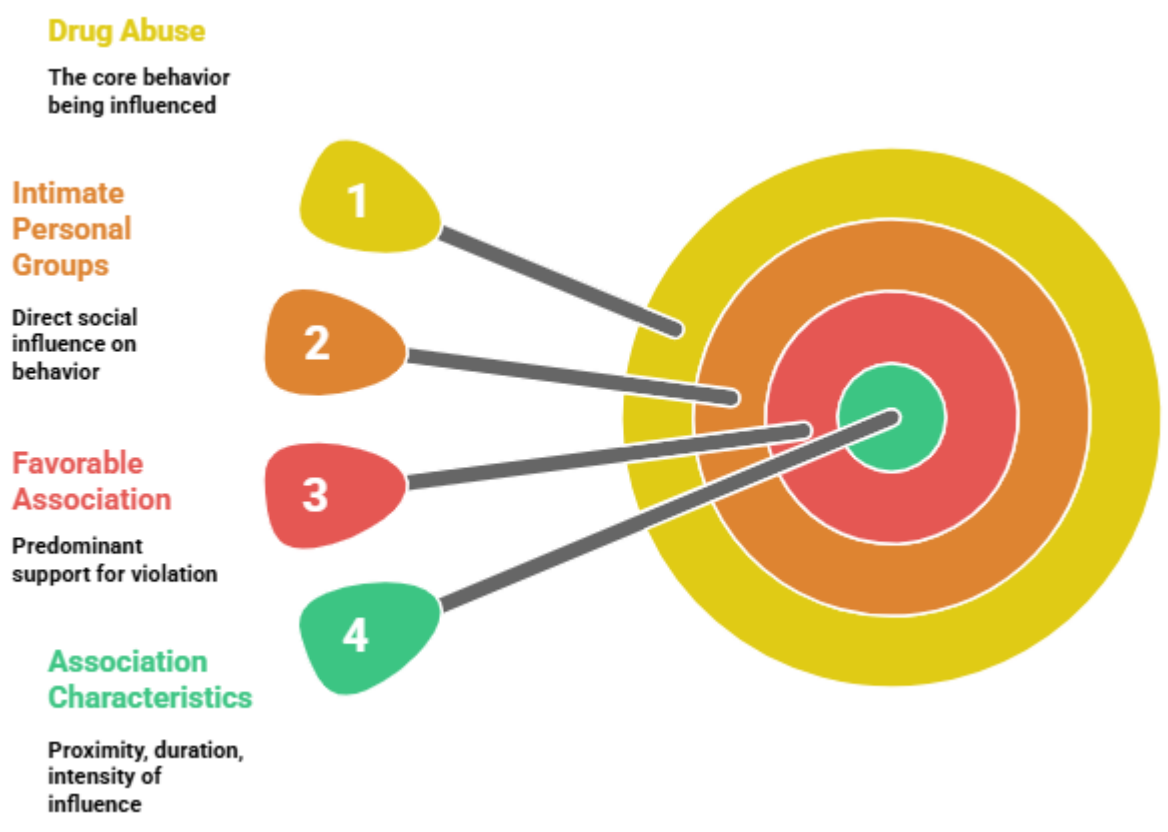 Drug Abuse
The core behavior
being influenced
1
Intimate
Personal
Groups
Direct social
influence on
behavior
2
Favorable
Association
Predominant
support for violation
3
Association
Characteristics
Proximity, duration,
intensity of
influence
4